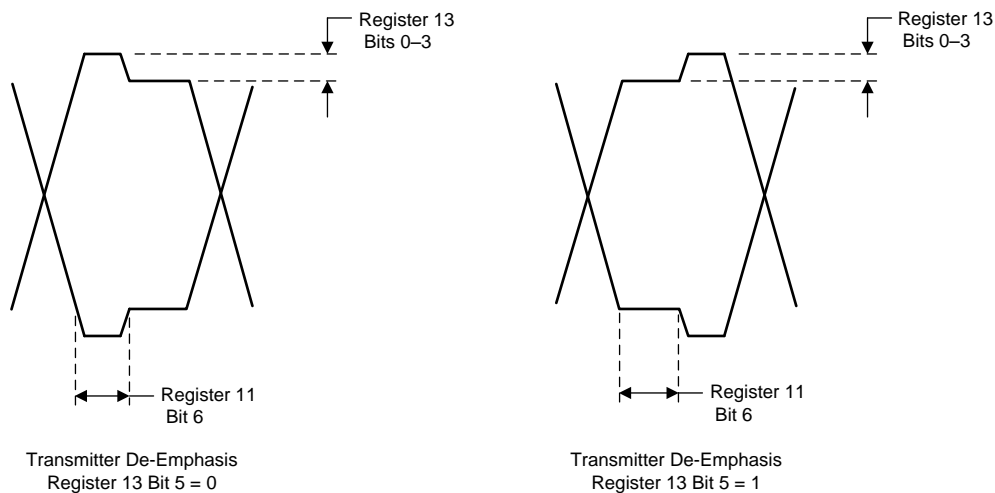 Register 13
Bits 0–3
Register 11
Bit 6
Transmitter De-Emphasis
Register 13 Bit 5 = 0
Register 13
Bits 0–3
Register 11
Bit 6
Transmitter De-Emphasis
Register 13 Bit 5 = 1